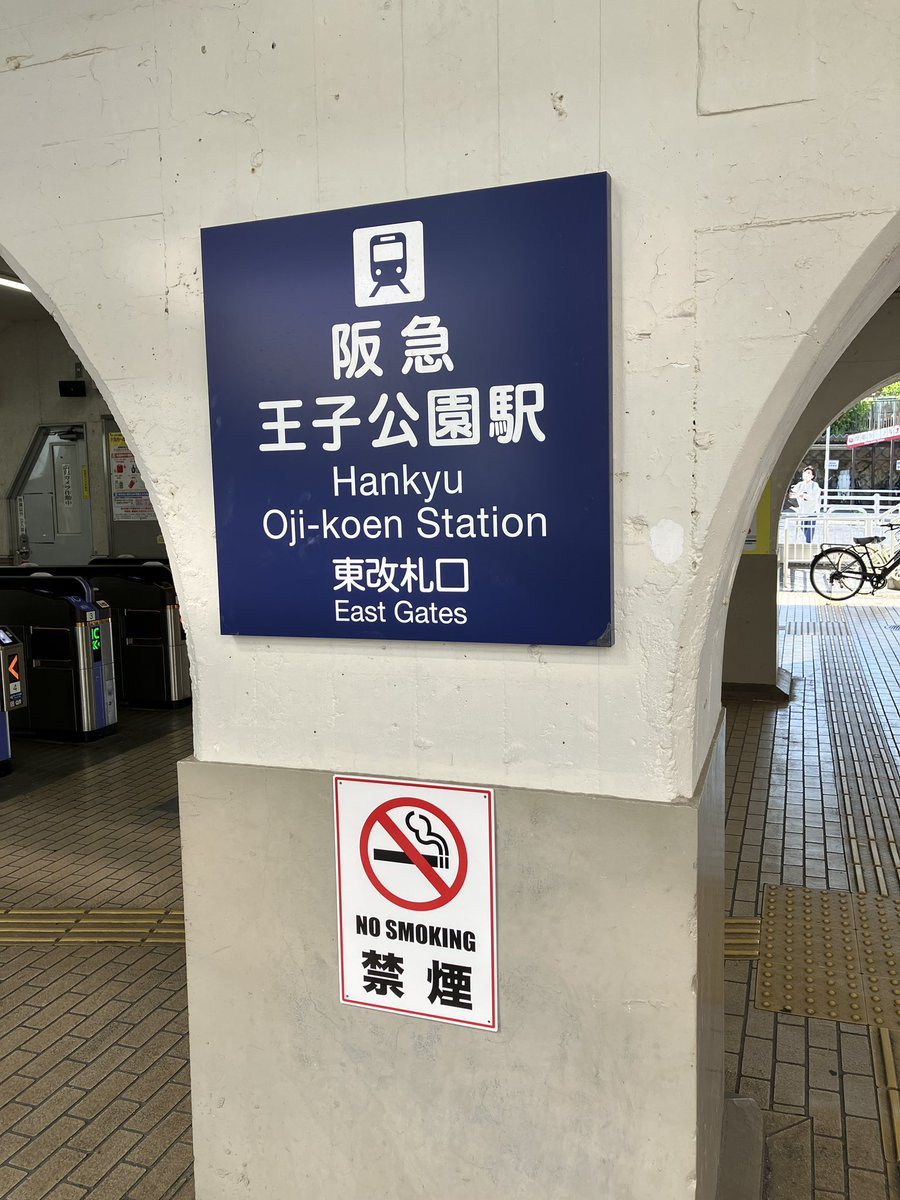 阪急
王子公園駅
Hankyu
Oji-koen Station
東改札口
East Gates
NO SMOKING
禁煙
IC